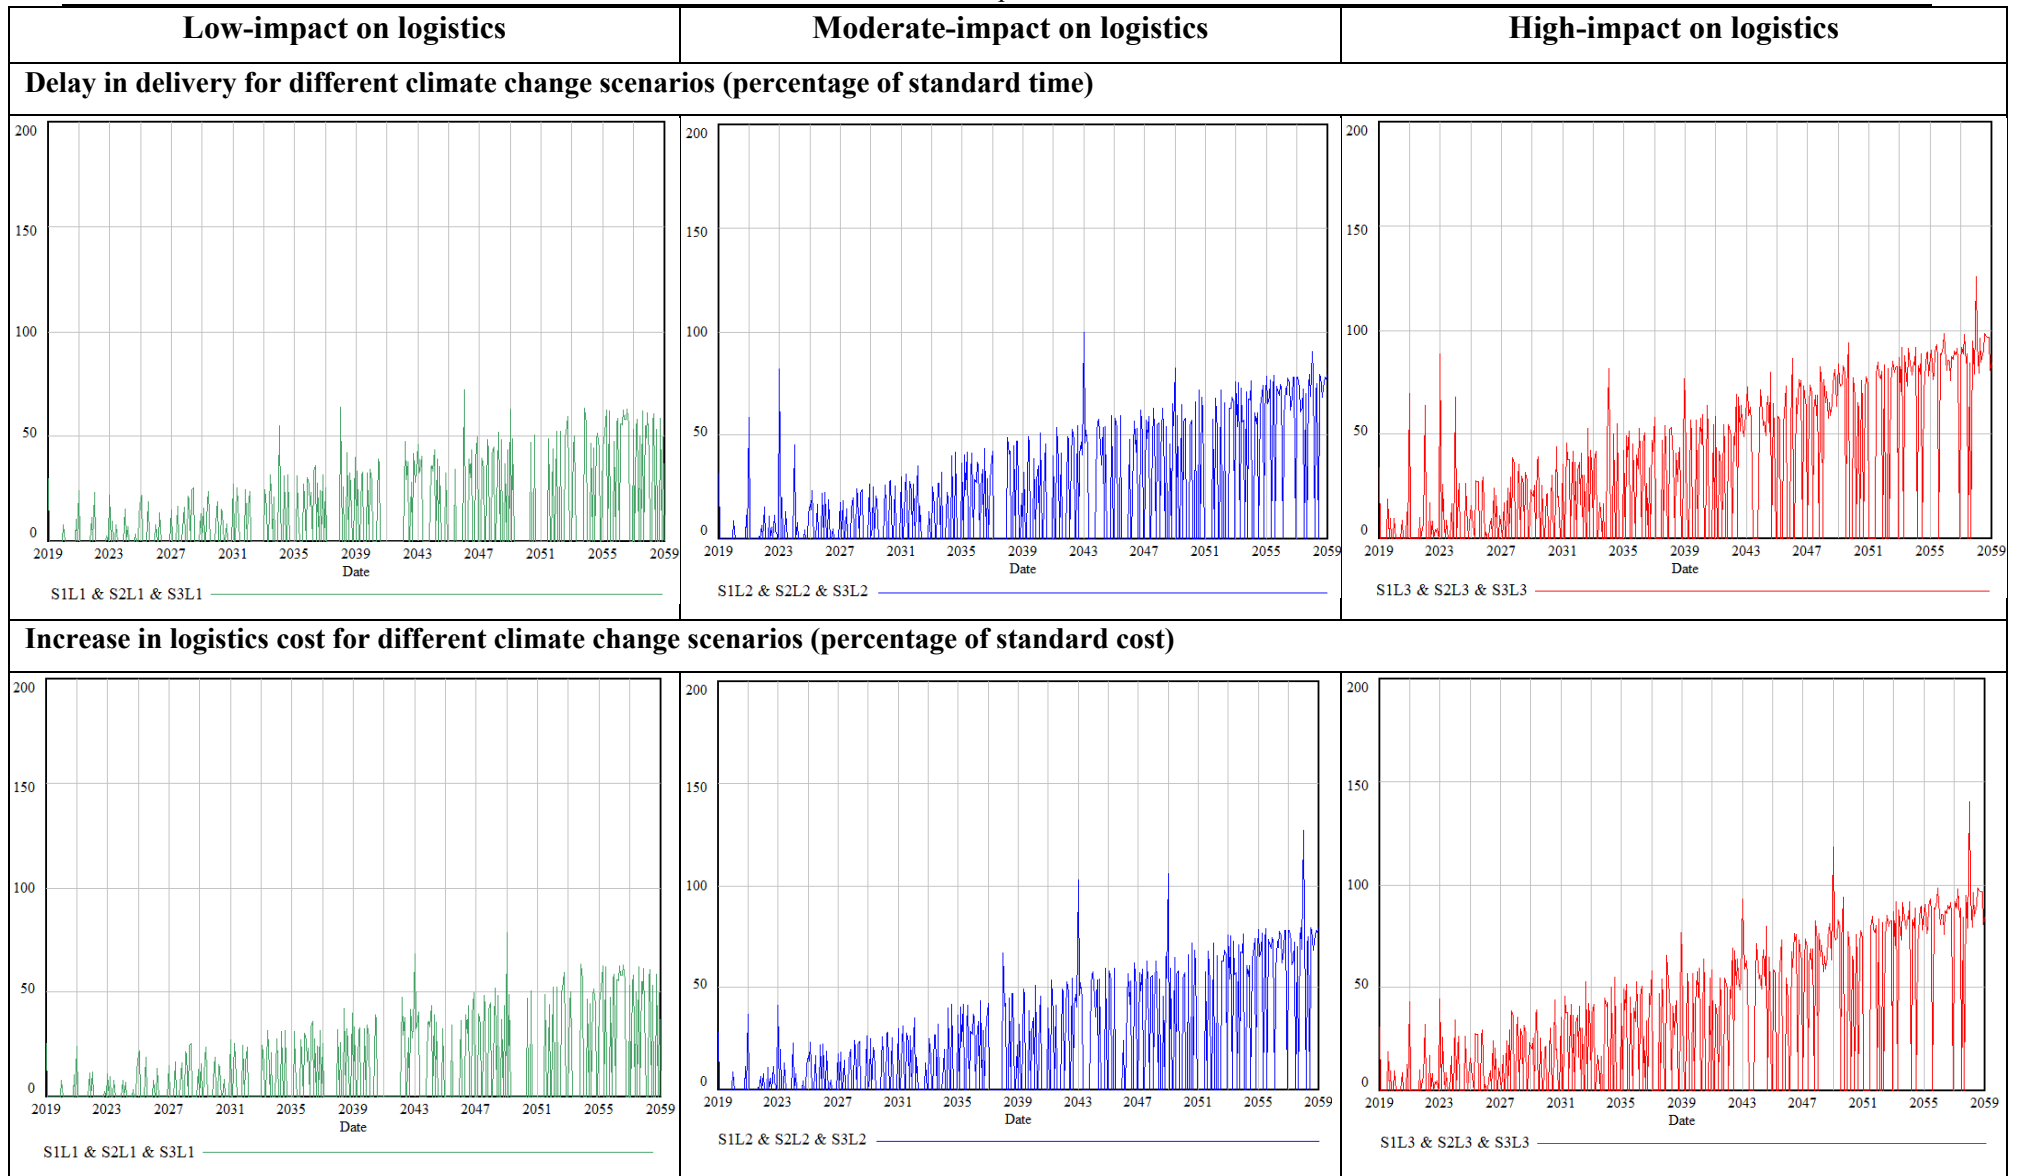 Low-impact on logistics
Moderate-impact on logistics
High-impact on logistics
Delay in delivery for different climate change scenarios (percentage of standard time)
200
150
100
50
0
2019 2023 2027 2031 2035 2039 2043 2047 2051 2055 2059
Date
S1L1 & S2L1 & S3L1
200
150
100
50
0
2019 2023 2027 2031 2035 2039 2043 2047 2051 2055 2059
Date
S1L2 & S2L2 & S3L2
200
150
100
50
0
2019 2023 2027 2031 2035 2039 2043 2047 2051 2055 2059
Date
S1L3 & S2L3 & S3L3
Increase in logistics cost for different climate change scenarios (percentage of standard cost)
200
150
100
50
0
2019 2023 2027 2031 2035 2039 2043 2047 2051 2055 2059
Date
S1L1 & S2L1 & S3L1
200
150
100
50
0
2019 2023 2027 2031 2035 2039 2043 2047 2051 2055 2059
Date
S1L2 & S2L2 & S3L2
200
150
100
50
0
2019 2023 2027 2031 2035 2039 2043 2047 2051 2055 2059
Date
S1L3 & S2L3 & S3L3